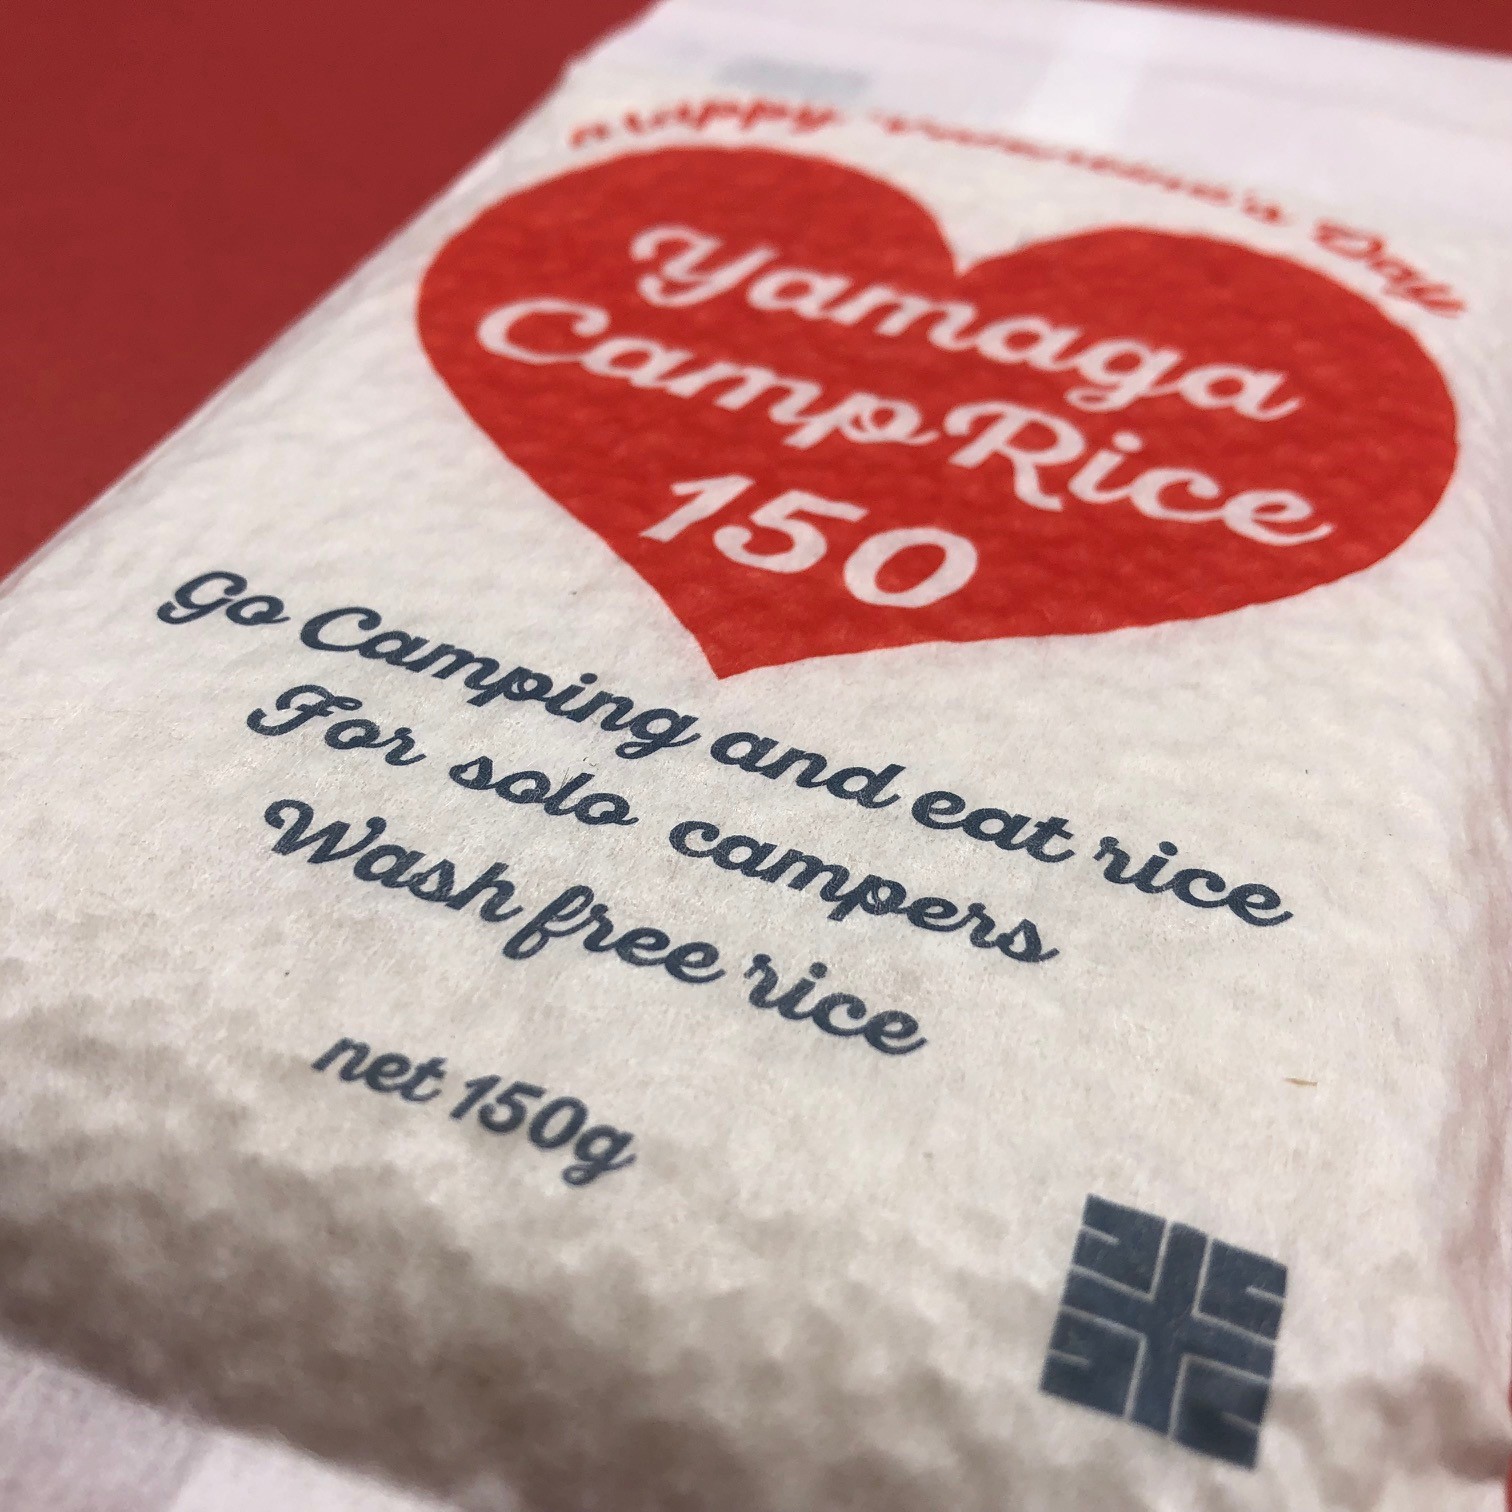 Happy Valentine's Day
Yamaga
CampRice
150
Go Camping and eat rice
For solo campers
Wash free rice
net 150g